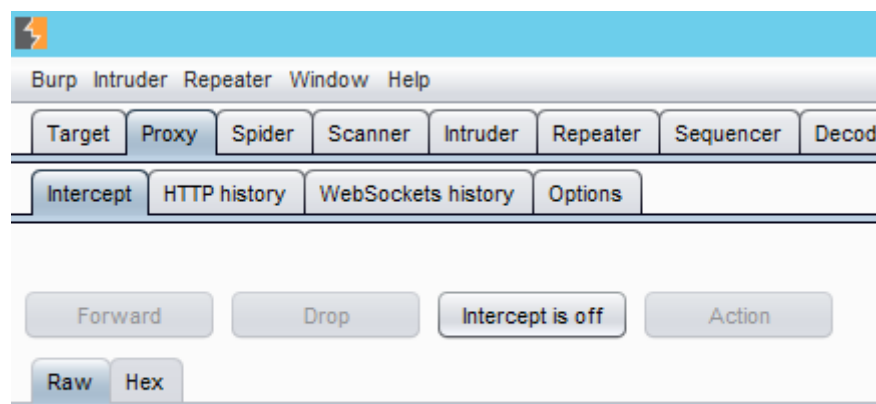 Burp Intruder Repeater Window Help
Target Proxy Spider Scanner Intruder Repeater Sequencer Decod
Intercept HTTP history WebSockets history Options
Forward Drop Intercept is off Action
Raw Hex